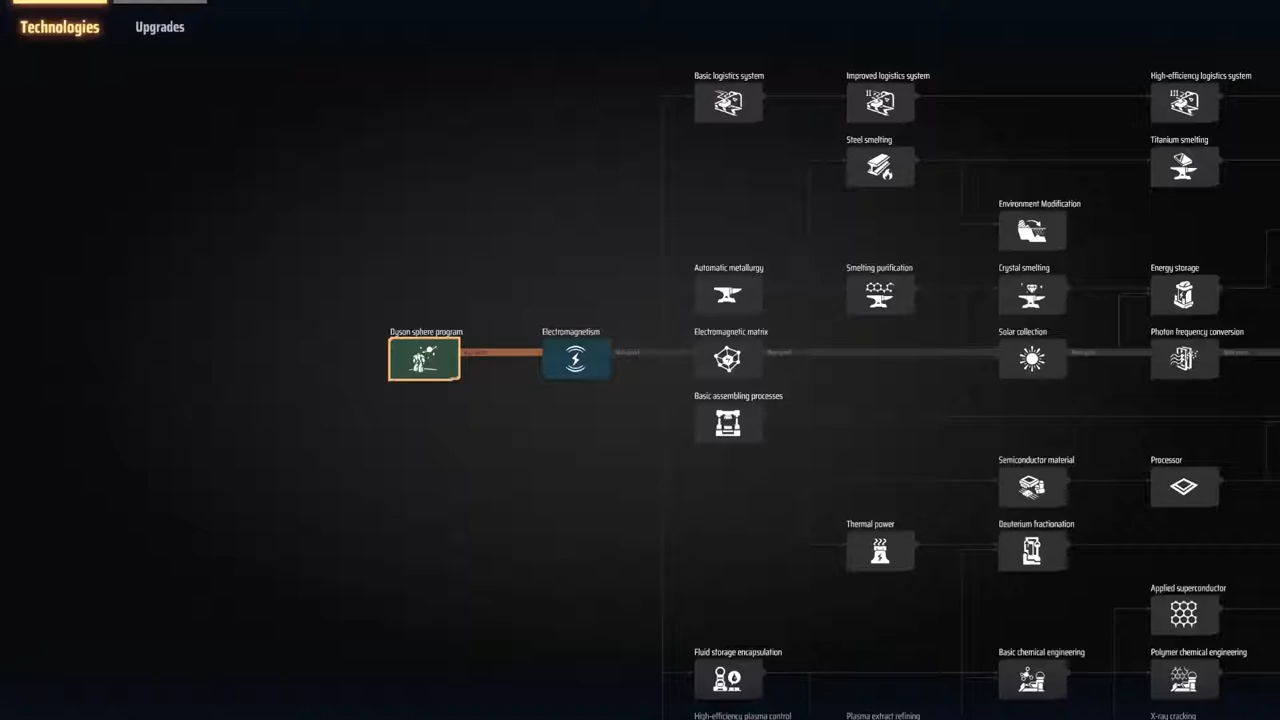 Technologies Upgrades
Basic logistics system Improved logistics system High-efficiency logistics system
Steel smelting Titanium smelting
Environment Modification
Automatic metallurgy Smelting purification Crystal smelting Energy storage
Dyson sphere program Electromagnetism Electromagnetic matrix Solar collection Photon frequency conversion
Basic assembling processes
Semiconductor material Processor
Thermal power Deuterium fractionation
Applied superconductor
Fluid storage encapsulation Basic chemical engineering Polymer chemical engineering
High-efficiency plasma control Plasma extract refining X-ray cracking